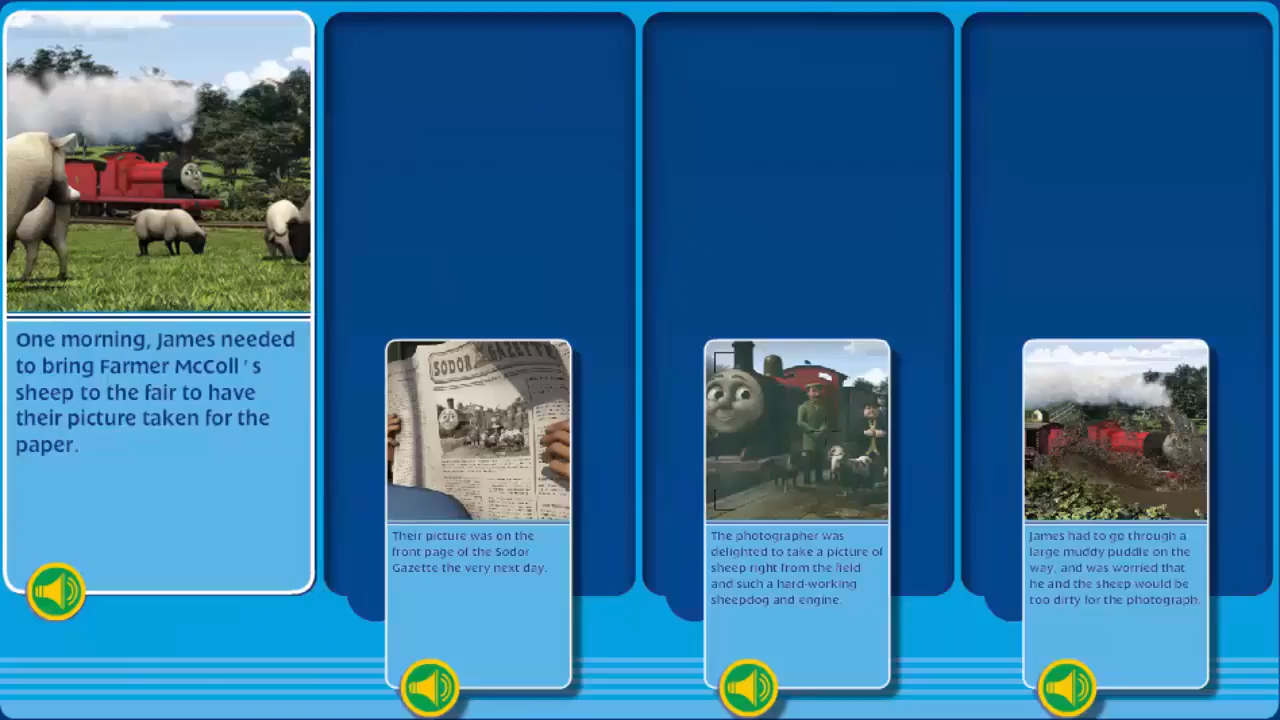 One morning, James needed
to bring Farmer McColl's
sheep to the fair to have
their picture taken for the
paper.
SODOR GAZETTE
Their picture was on the
front page of the Sodor
Gazette the very next day.
The photographer was
delighted to take a picture of
sheep right from the field
and such a hard-working
sheepdog and engine.
James had to go through a
large muddy puddle on the
way, and was worried that
he and the sheep would be
too dirty for the photograph.